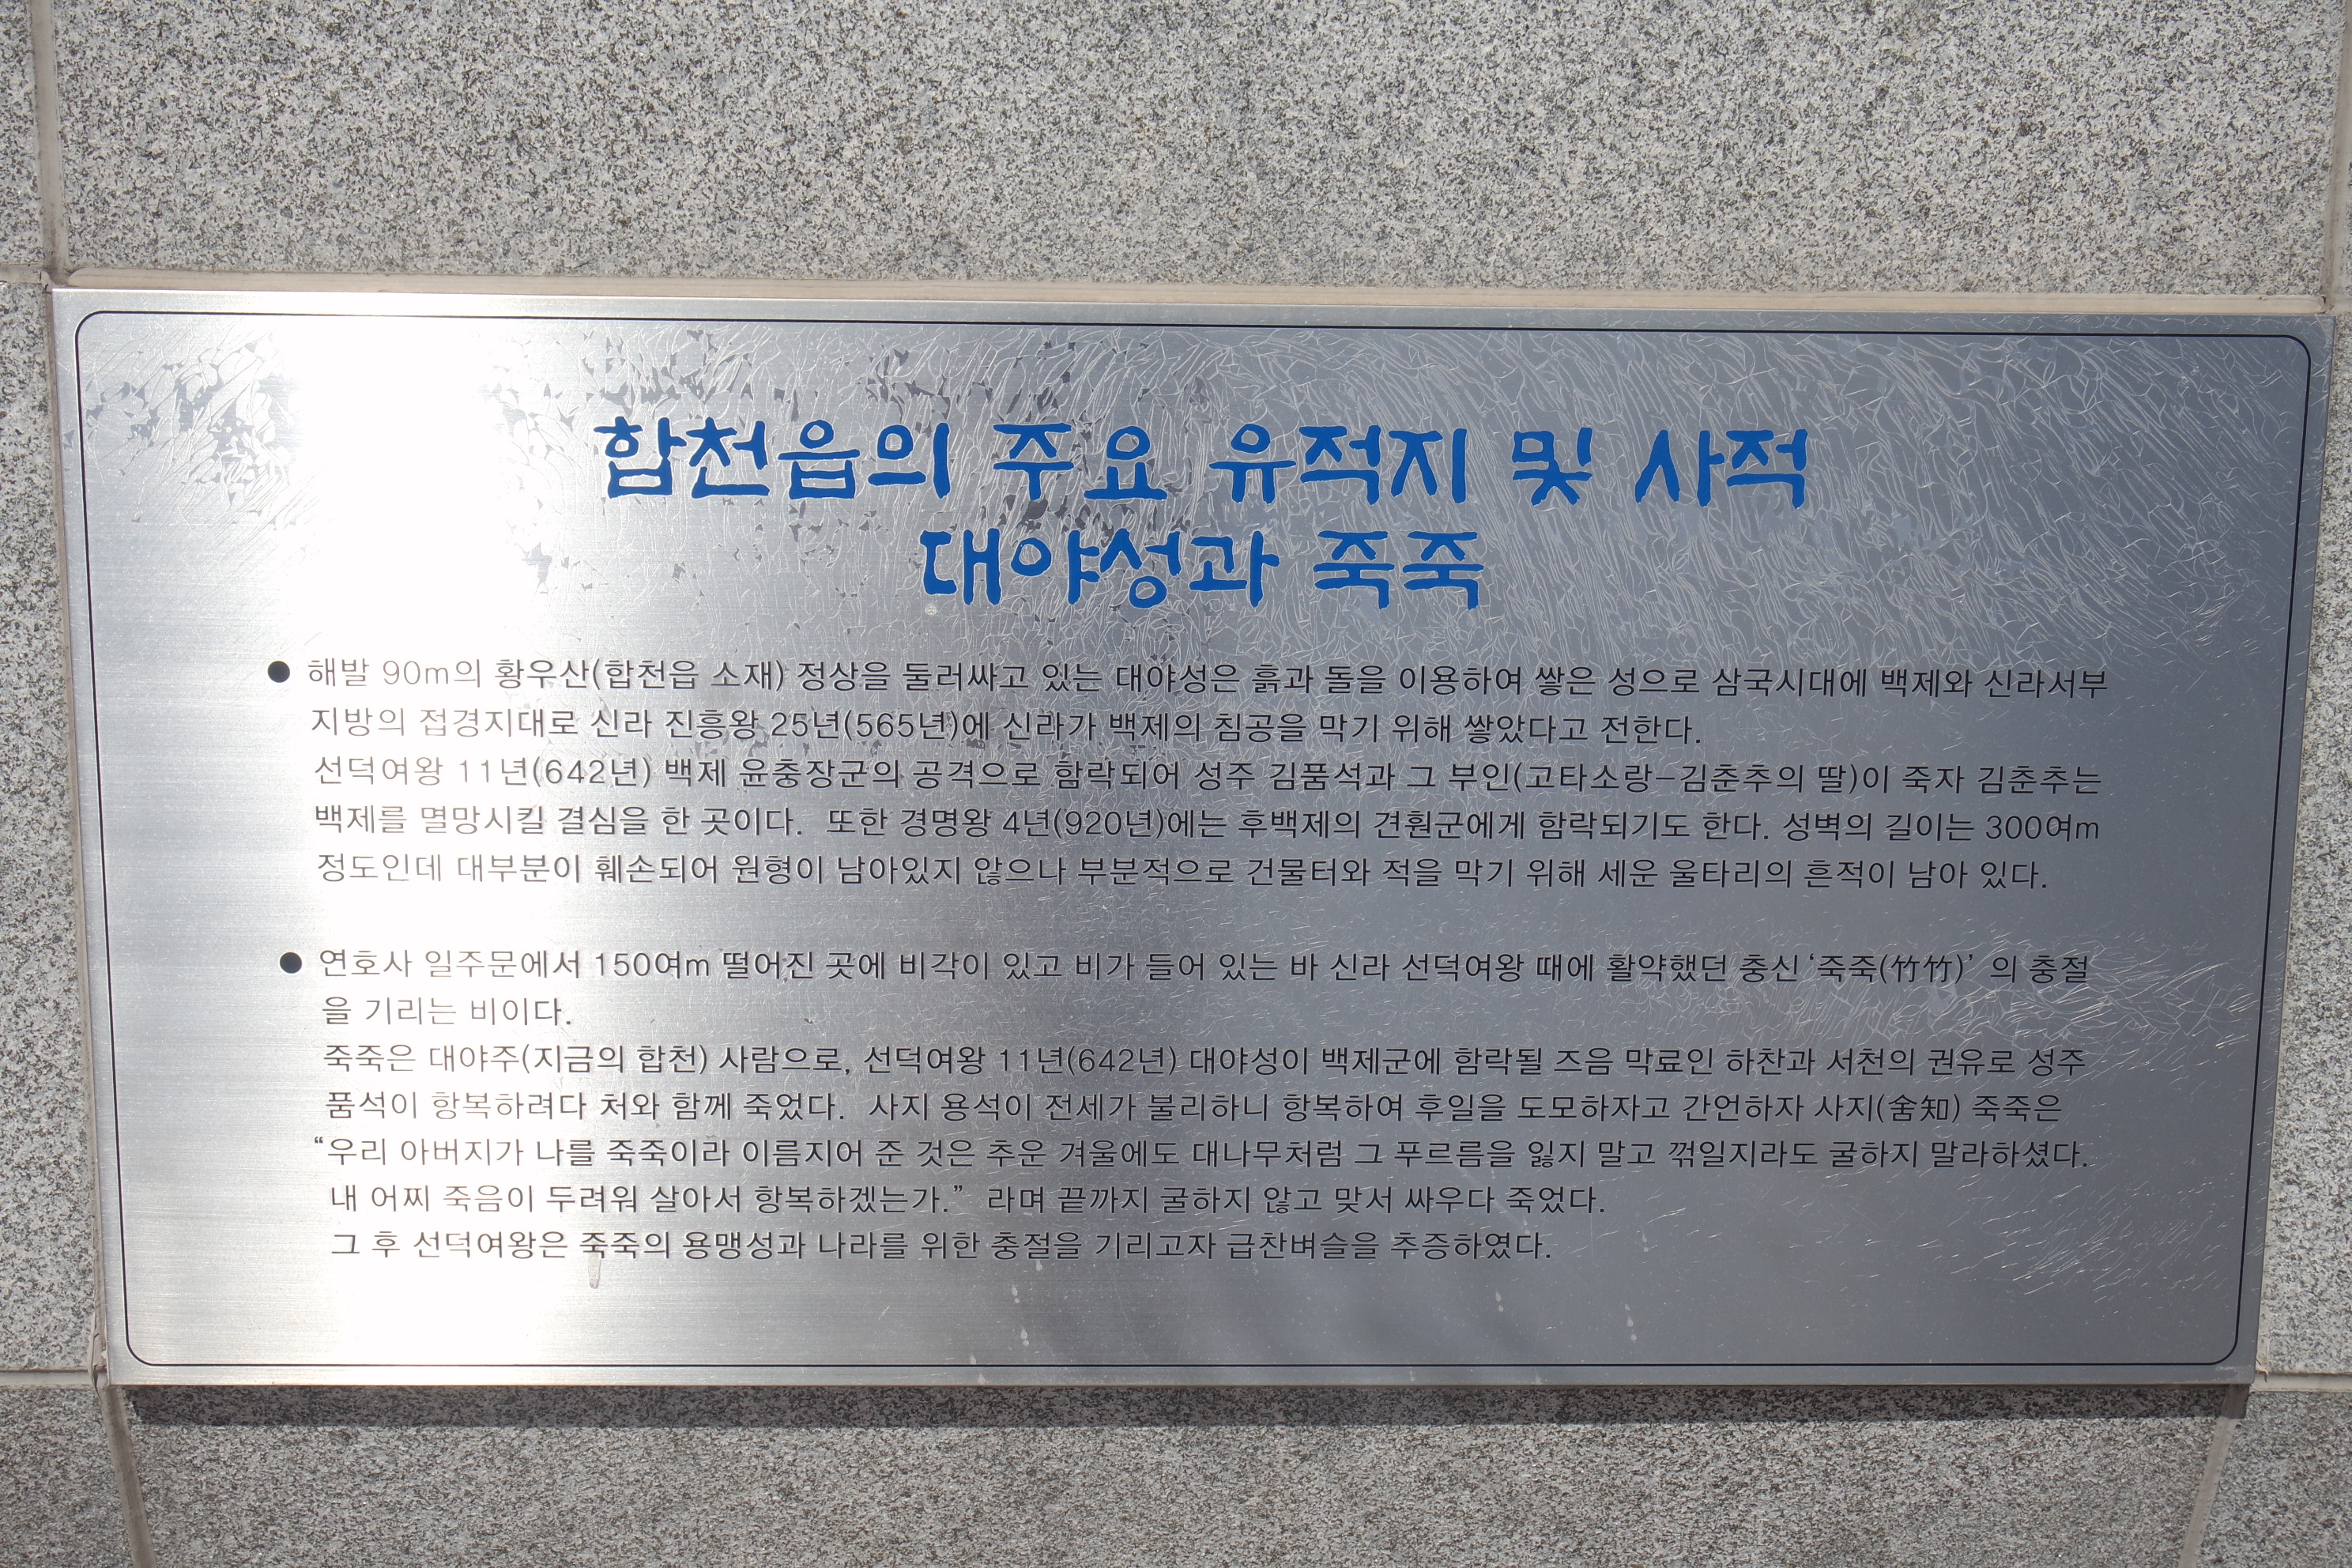 합천읍의 주요 유적지 및 사적
대야성과 죽죽
● 해발 90m의 황우산(합천읍 소재) 정상을 둘러싸고 있는 대야성은 흙과 돌을 이용하여 쌓은 성으로 삼국시대에 백제와 신라서부
지방의 접경지대로 신라 진흥왕 25년(565년)에 신라가 백제의 침공을 막기 위해 쌓았다고 전한다.
선덕여왕 11년(642년) 백제 윤충장군의 공격으로 함락되어 성주 김품석과 그 부인(고타소랑-김춘추의 딸)이 죽자 김춘추는
백제를 멸망시킬 결심을 한 곳이다. 또한 경명왕 4년(920년)에는 후백제의 견훤군에게 함락되기도 한다. 성벽의 길이는 300여m
정도인데 대부분이 훼손되어 원형이 남아있지 않으나 부분적으로 건물터와 적을 막기 위해 세운 울타리의 흔적이 남아 있다.
● 연호사 일주문에서 150여m 떨어진 곳에 비각이 있고 비가 들어 있는 바 신라 선덕여왕 때에 활약했던 충신 ‘죽죽(竹竹)’ 의 충절
을 기리는 비이다.
죽죽은 대야주(지금의 합천) 사람으로, 선덕여왕 11년(642년) 대야성이 백제군에 함락될 즈음 막료인 하찬과 서천의 권유로 성주
품석이 항복하려다 처와 함께 죽었다. 사지 용석이 전세가 불리하니 항복하여 후일을 도모하자고 간언하자 사지(舍知) 죽죽은
“우리 아버지가 나를 죽죽이라 이름지어 준 것은 추운 겨울에도 대나무처럼 그 푸르름을 잃지 말고 꺾일지라도 굴하지 말라하셨다.
내 어찌 죽음이 두려워 살아서 항복하겠는가.” 라며 끝까지 굴하지 않고 맞서 싸우다 죽었다.
그 후 선덕여왕은 죽죽의 용맹성과 나라를 위한 충절을 기리고자 급찬벼슬을 추증하였다.